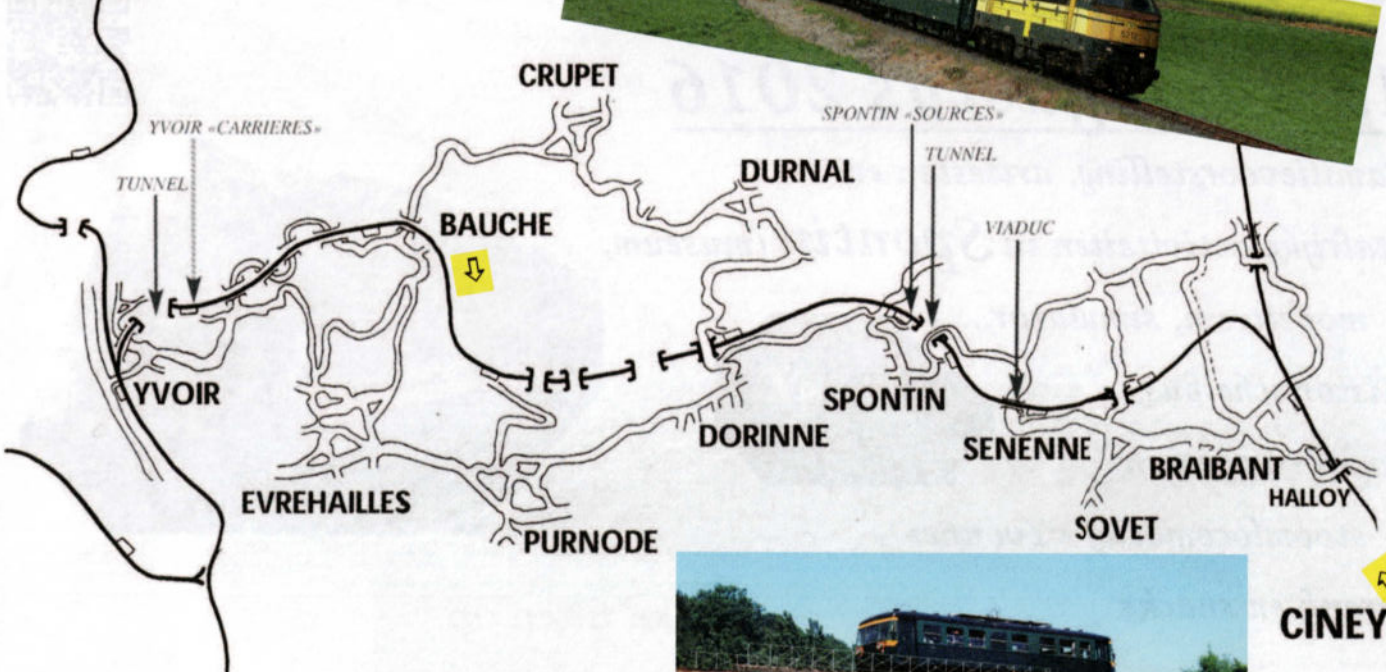 CRUPET
YVOIR «CARRIERES»
SPONTIN «SOURCES»
TUNNEL
TUNNEL
DURNAL
BAUCHE
VIADUC
YVOIR
SPONTIN
DORINNE
SENENNE
BRAIBANT
HALLOY
EVREHAILLES
SOVET
PURNODE
CINEY